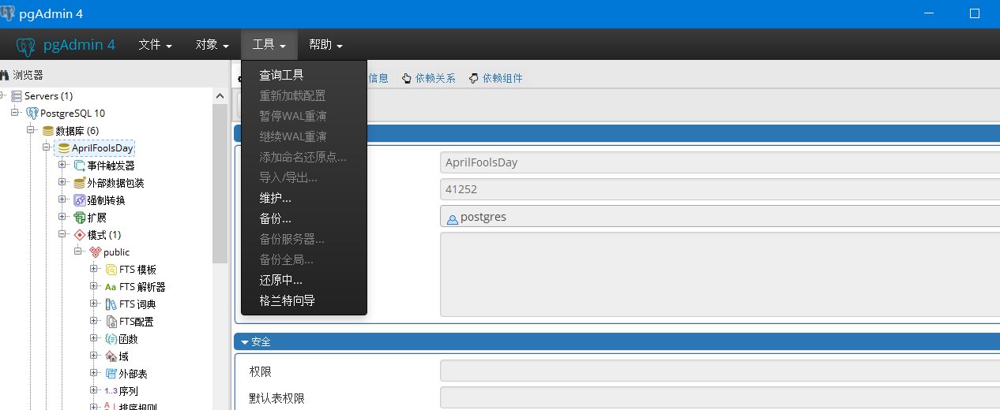 pgAdmin 4
pgAdmin 4 文件 对象 工具 帮助
浏览器
Servers (1)
PostgreSQL 10
数据库 (6)
AprilFoolsDay
事件触发器
外部数据包装
强制转换
扩展
模式 (1)
public
FTS 模板
Aa FTS 解析器
FTS 词典
FTS配置
函数
域
外部表
1..3 序列
排序规则
查询工具
重新加载配置
暂停WAL重演
继续WAL重演
添加命名还原点...
导入/导出...
维护...
备份...
备份服务器...
备份全局...
还原中...
格兰特向导
信息 依赖关系 依赖组件
AprilFoolsDay
41252
postgres
安全
权限
默认表权限